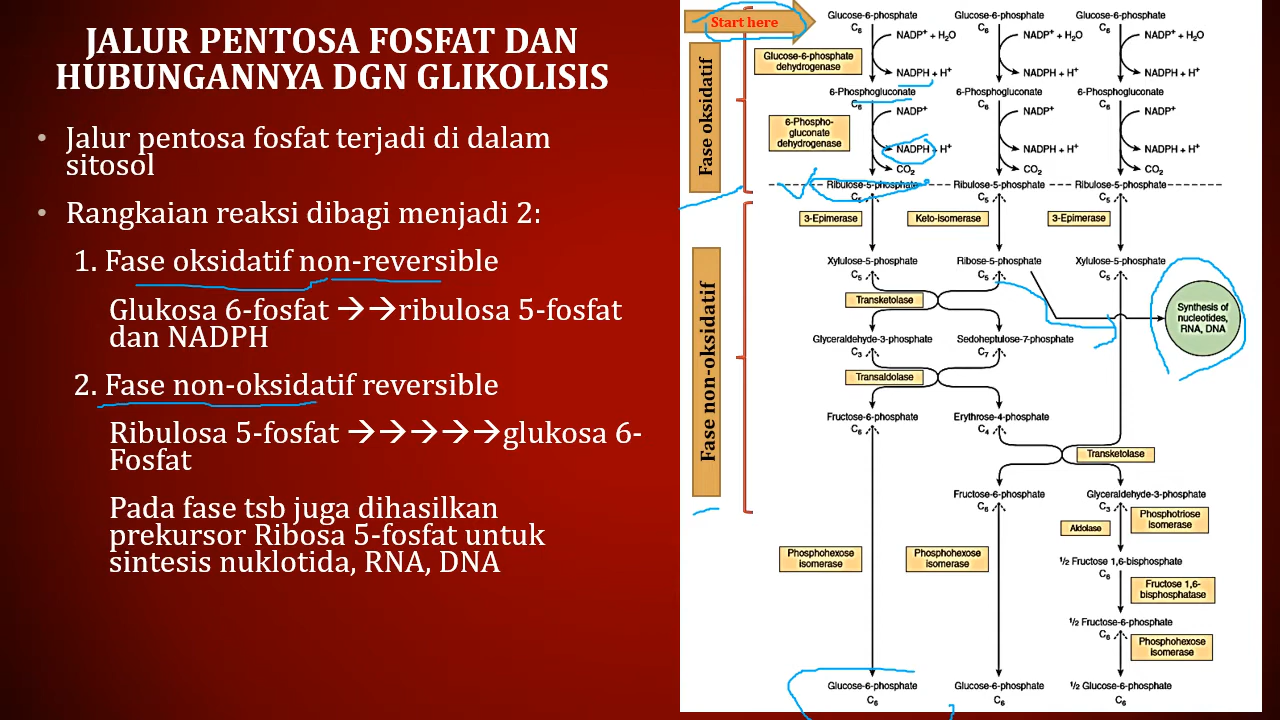 JALUR PENTOSA FOSFAT DAN
HUBUNGANNYA DGN GLIKOLISIS
• Jalur pentosa fosfat terjadi di dalam
sitosol
• Rangkaian reaksi dibagi menjadi 2:
1. Fase oksidatif non-reversible
Glukosa 6-fosfat →→ribulosa 5-fosfat
dan NADPH
2. Fase non-oksidatif reversible
Ribulosa 5-fosfat →→→→→glukosa 6-
Fosfat
Pada fase tsb juga dihasilkan
prekursor Ribosa 5-fosfat untuk
sintesis nuklotida, RNA, DNA
Start here
Fase oksidatif
Fase non-oksidatif
Glucose-6-phosphate Glucose-6-phosphate Glucose-6-phosphate
C6 C6 C6
NADP+ + H2O NADP+ + H2O NADP+ + H2O
Glucose-6-phosphate
dehydrogenase
NADPH + H+ NADPH + H+ NADPH + H+
6-Phosphogluconate 6-Phosphogluconate 6-Phosphogluconate
C6 C6 C6
NADP+ NADP+ NADP+
6-Phospho-
gluconate
dehydrogenase
NADPH + H+ NADPH + H+ NADPH + H+
CO2 CO2 CO2
Ribulose-5-phosphate Ribulose-5-phosphate Ribulose-5-phosphate
C5 C5 C5
3-Epimerase Keto-isomerase 3-Epimerase
Xylulose-5-phosphate Ribose-5-phosphate Xylulose-5-phosphate
C5 C5 C5
Transketolase
Synthesis of
nucleotides,
RNA, DNA
Glyceraldehyde-3-phosphate Sedoheptulose-7-phosphate
C3 C7
Transaldolase
Fructose-6-phosphate Erythrose-4-phosphate
C6 C4
Transketolase
Fructose-6-phosphate Glyceraldehyde-3-phosphate
C6 C3
Phosphotriose
isomerase
Aldolase
Phosphohexose
isomerase
Phosphohexose
isomerase
1/2 Fructose 1,6-bisphosphate
C6
Fructose 1,6-
bisphosphatase
1/2 Fructose-6-phosphate
C6
Phosphohexose
isomerase
Glucose-6-phosphate Glucose-6-phosphate 1/2 Glucose-6-phosphate
C6 C6 C6